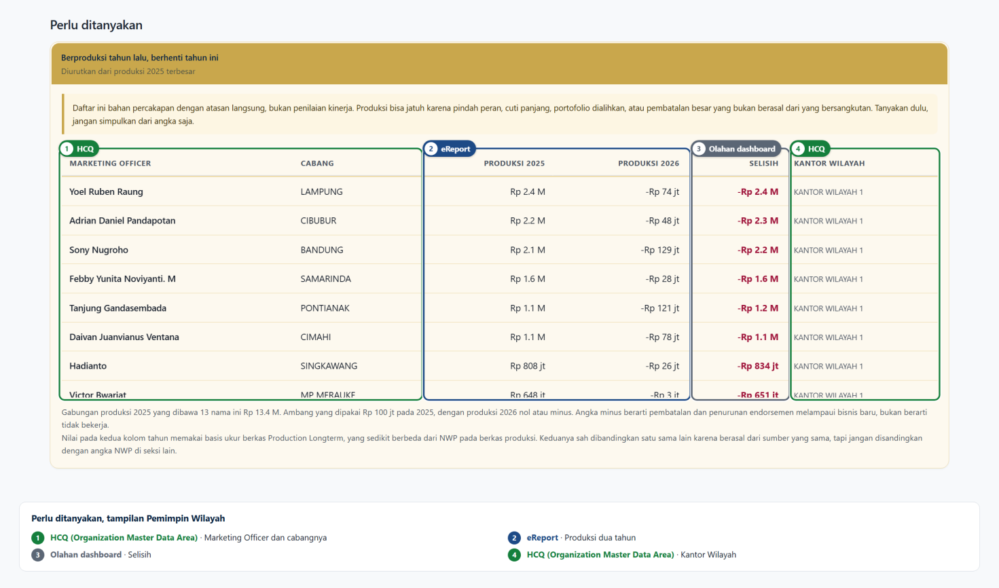 Perlu ditanyakan
Berproduksi tahun lalu, berhenti tahun ini
Diurutkan dari produksi 2025 terbesar
Daftar ini bahan percakapan dengan atasan langsung, bukan penilaian kinerja. Produksi bisa jatuh karena pindah peran, cuti panjang, portofolio dialihkan, atau pembatalan besar yang bukan berasal dari yang bersangkutan. Tanyakan dulu,
jangan simpulkan dari angka saja.
1 HCQ 2 eReport 3 Olahan dashboard 4 HCQ
MARKETING OFFICER CABANG PRODUKSI 2025 PRODUKSI 2026 SELISIH KANTOR WILAYAH
Yoel Ruben Raung LAMPUNG Rp 2.4 M -Rp 74 jt -Rp 2.4 M KANTOR WILAYAH 1
Adrian Daniel Pandapotan CIBUBUR Rp 2.2 M -Rp 48 jt -Rp 2.3 M KANTOR WILAYAH 1
Sony Nugroho BANDUNG Rp 2.1 M -Rp 129 jt -Rp 2.2 M KANTOR WILAYAH 1
Febby Yunita Noviyanti. M SAMARINDA Rp 1.6 M -Rp 28 jt -Rp 1.6 M KANTOR WILAYAH 1
Tanjung Gandasembada PONTIANAK Rp 1.1 M -Rp 121 jt -Rp 1.2 M KANTOR WILAYAH 1
Daivan Juanvianus Ventana CIMAHI Rp 1.1 M -Rp 78 jt -Rp 1.1 M KANTOR WILAYAH 1
Hadianto SINGKAWANG Rp 808 jt -Rp 26 jt -Rp 834 jt KANTOR WILAYAH 1
Victor Bwariat MP MERAUKE Rp 648 jt -Rp 3 jt -Rp 651 jt KANTOR WILAYAH 1
Gabungan produksi 2025 yang dibawa 13 nama ini Rp 13.4 M. Ambang yang dipakai Rp 100 jt pada 2025, dengan produksi 2026 nol atau minus. Angka minus berarti pembatalan dan penurunan endorsemen melampaui bisnis baru, bukan berarti
tidak bekerja.
Nilai pada kedua kolom tahun memakai basis ukur berkas Production Longterm, yang sedikit berbeda dari NWP pada berkas produksi. Keduanya sah dibandingkan satu sama lain karena berasal dari sumber yang sama, tapi jangan disandingkan
dengan angka NWP di seksi lain.
Perlu ditanyakan, tampilan Pemimpin Wilayah
1 HCQ (Organization Master Data Area) · Marketing Officer dan cabangnya
2 eReport · Produksi dua tahun
3 Olahan dashboard · Selisih
4 HCQ (Organization Master Data Area) · Kantor Wilayah